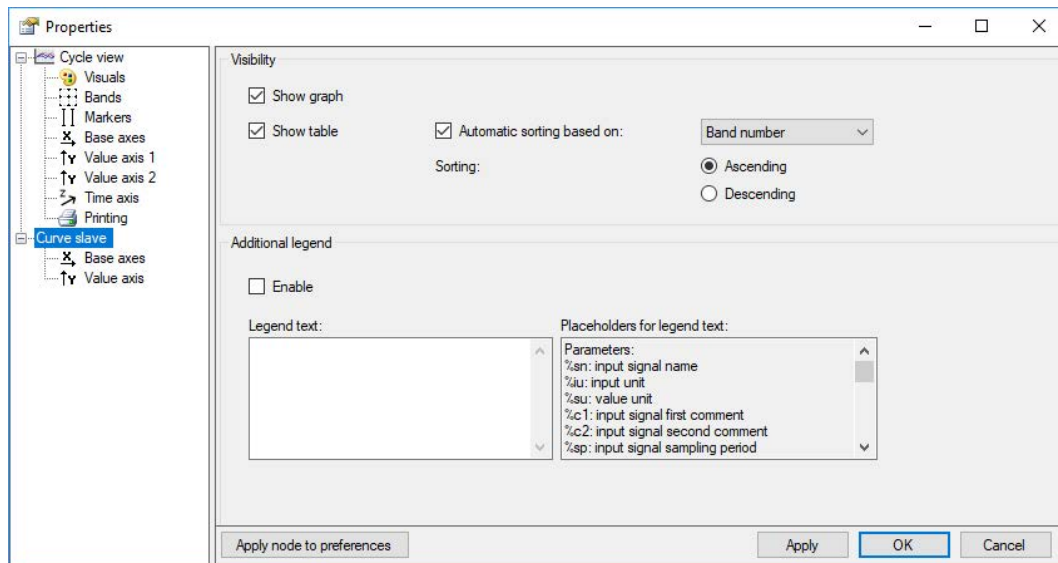 Properties
Cycle view
Visuals
Bands
Markers
Base axes
Value axis 1
Value axis 2
Time axis
Printing
Curve slave
Base axes
Value axis
Visibility
Show graph
Show table
Automatic sorting based on:
Band number
Sorting:
Ascending
Descending
Additional legend
Enable
Legend text:
Placeholders for legend text:
Parameters:
%sn: input signal name
%iu: input unit
%su: value unit
%c1: input signal first comment
%c2: input signal second comment
%sp: input signal sampling period
Apply node to preferences
Apply
OK
Cancel